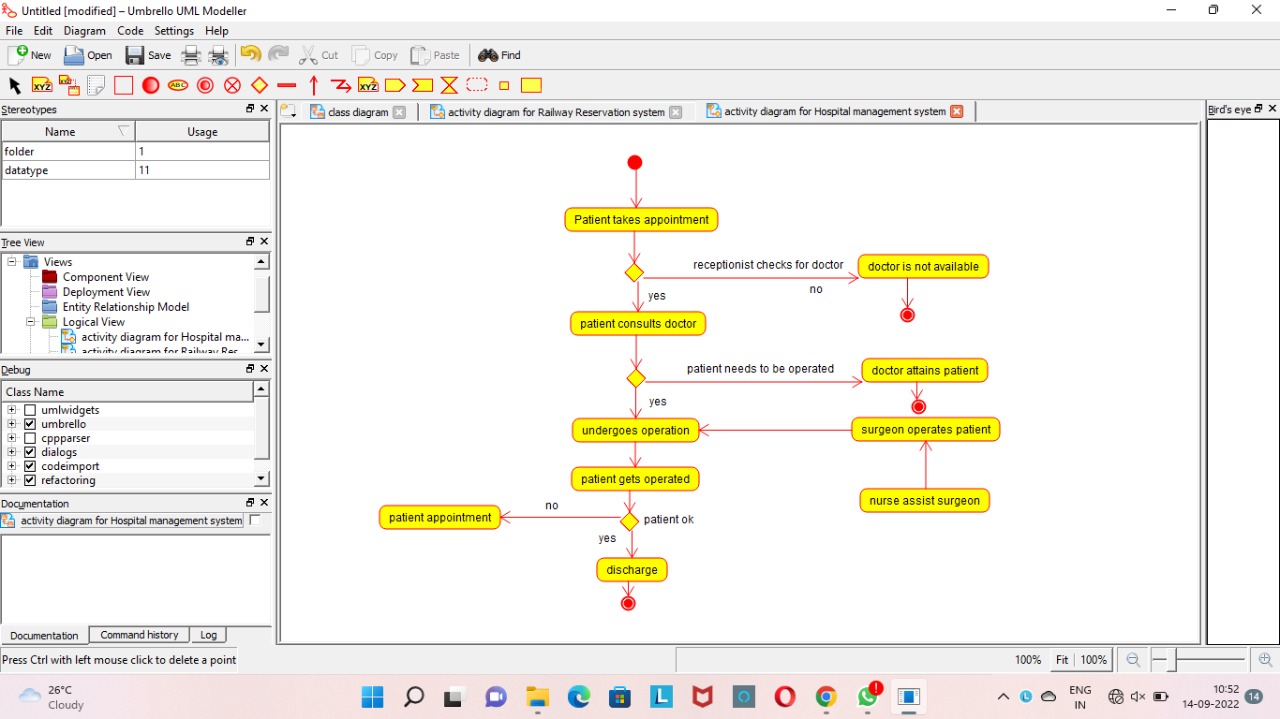 Untitled [modified] – Umbrello UML Modeller
File Edit Diagram Code Settings Help
New Open Save Cut Copy Paste Find
XYZ ABC XYZ
Stereotypes
Name Usage
folder 1
datatype 11
Tree View
Views
Component View
Deployment View
Entity Relationship Model
Logical View
activity diagram for Hospital ma...
activity diagram for Railway Res...
Debug
Class Name
umlwidgets
umbrello
cppparser
dialogs
codeimport
refactoring
Documentation
activity diagram for Hospital management system
Documentation Command history Log
Press Ctrl with left mouse click to delete a point
class diagram activity diagram for Railway Reservation system activity diagram for Hospital management system
Bird's eye
Patient takes appointment
receptionist checks for doctor
doctor is not available
no
yes
patient consults doctor
patient needs to be operated
doctor attains patient
yes
undergoes operation
surgeon operates patient
patient gets operated
nurse assist surgeon
no
patient appointment
patient ok
yes
discharge
100% Fit 100%
26°C
Cloudy
L
ENG
IN
10:52
14-09-2022
14